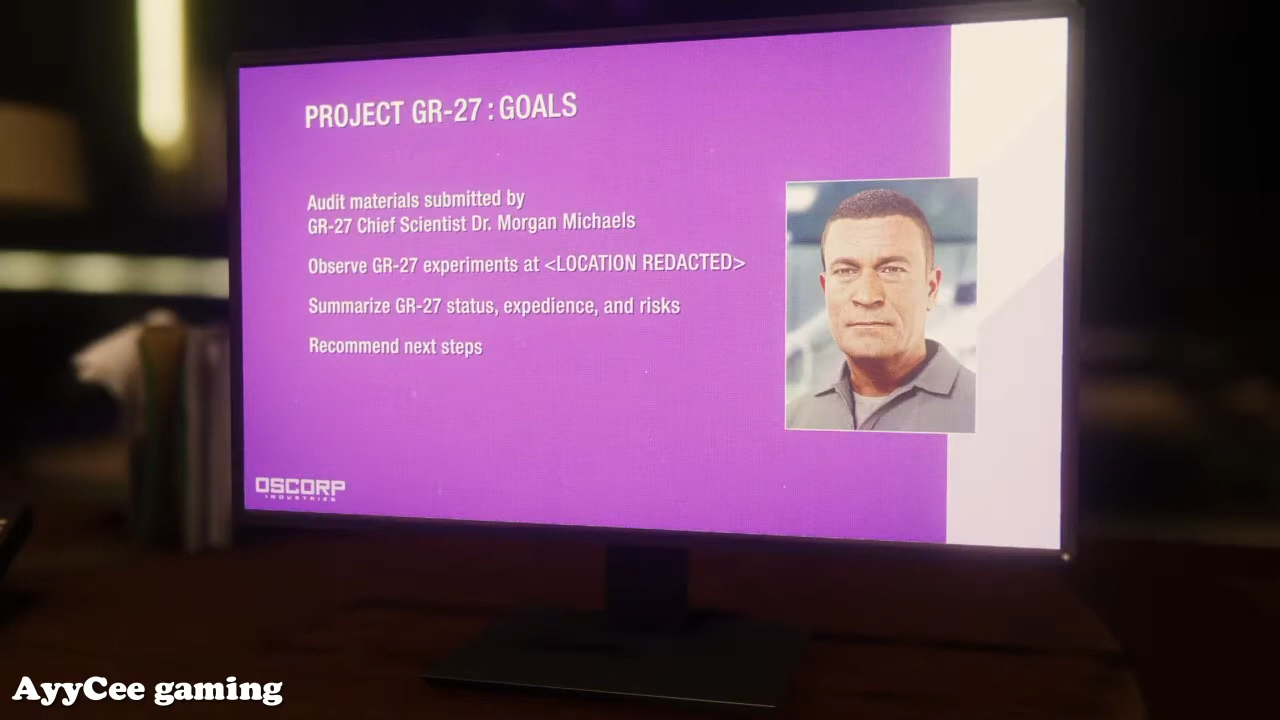 PROJECT GR-27 : GOALS
Audit materials submitted by
GR-27 Chief Scientist Dr. Morgan Michaels
Observe GR-27 experiments at <LOCATION REDACTED>
Summarize GR-27 status, expedience, and risks
Recommend next steps
OSCORP
INDUSTRIES
AyyCee gaming